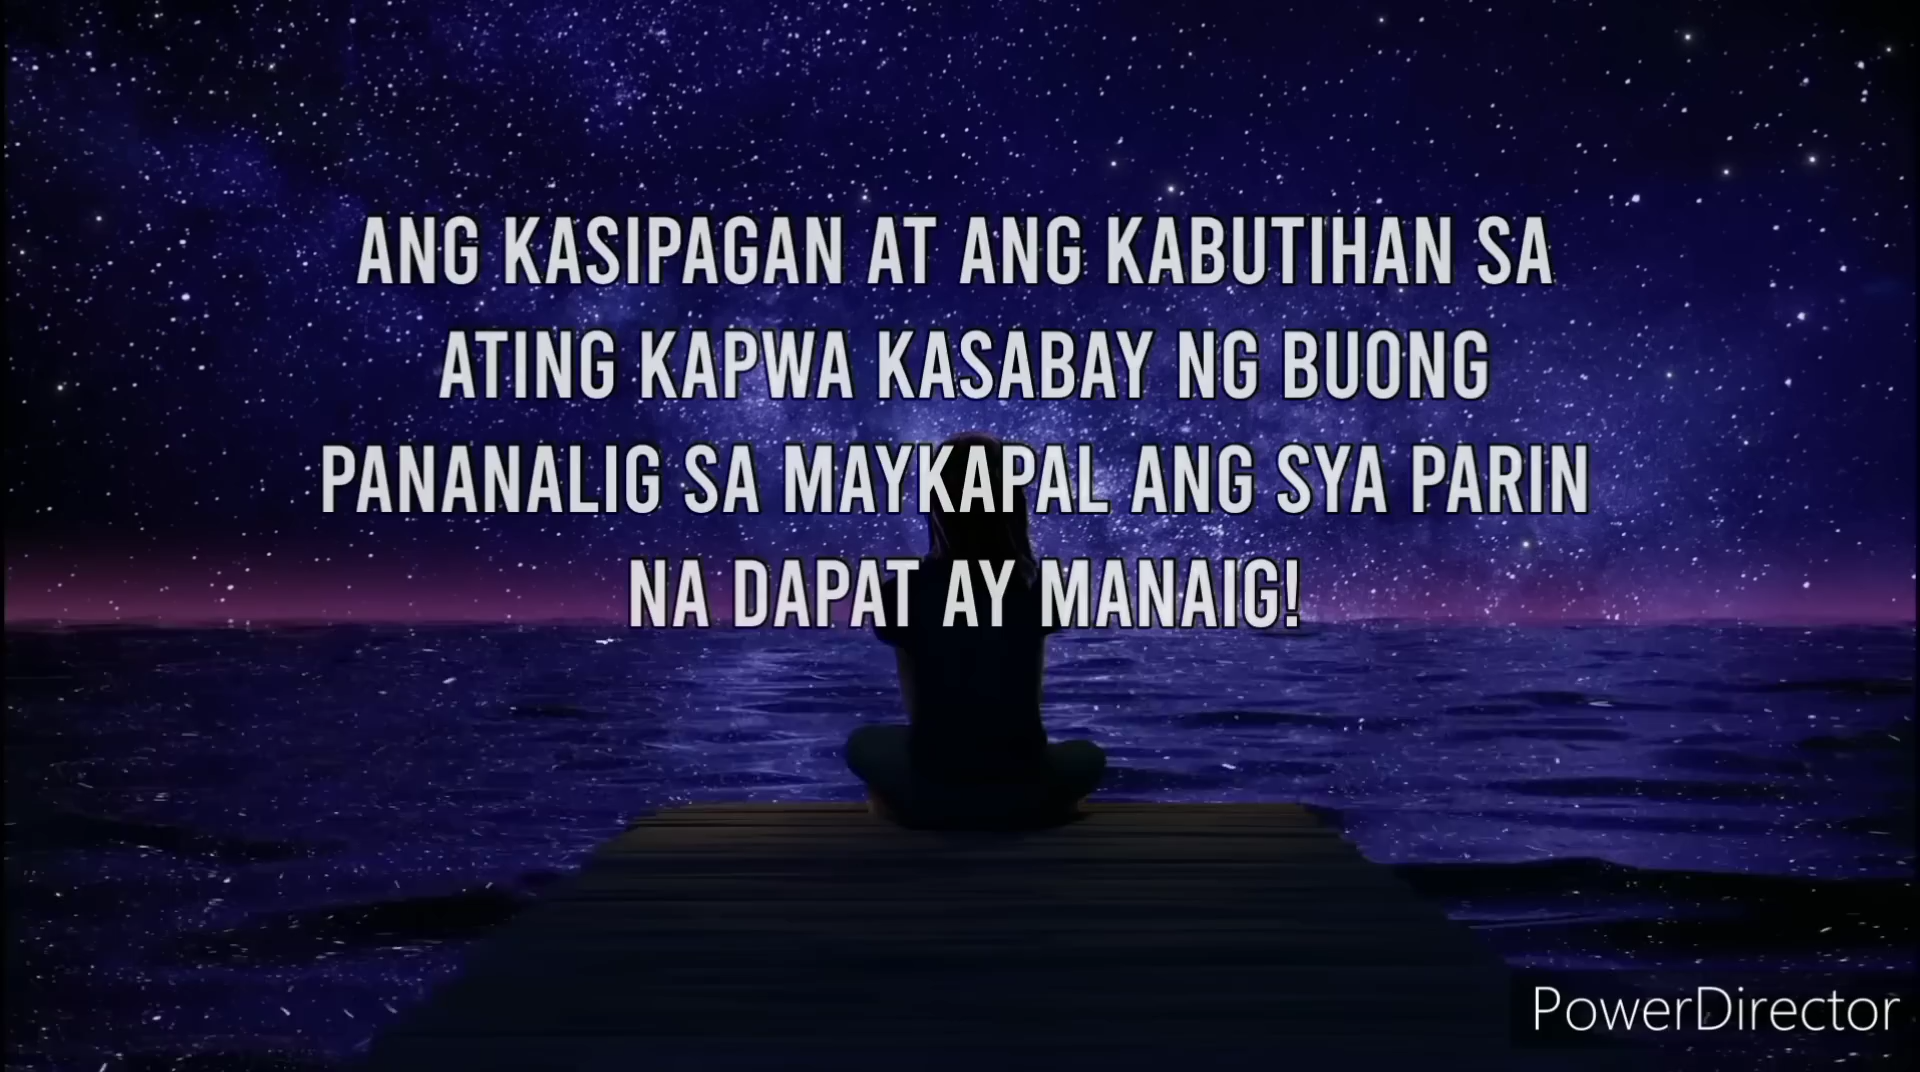 ANG KASIPAGAN AT ANG KABUTIHAN SA
ATING KAPWA KASABAY NG BUONG
PANANALIG SA MAYKAPAL ANG SYA PARIN
NA DAPAT AY MANAIG!
PowerDirector